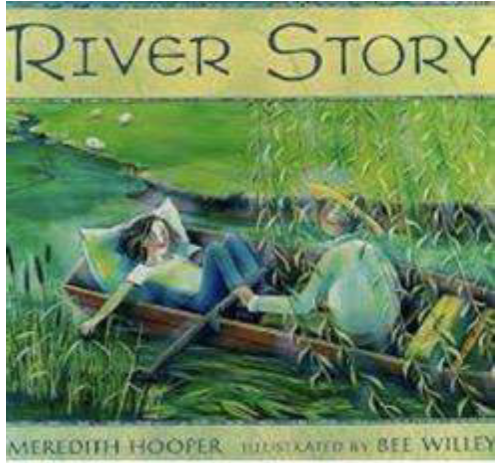 RIVER STORY
MEREDITH HOOPER ILLUSTRATED BY BEE WILLEY